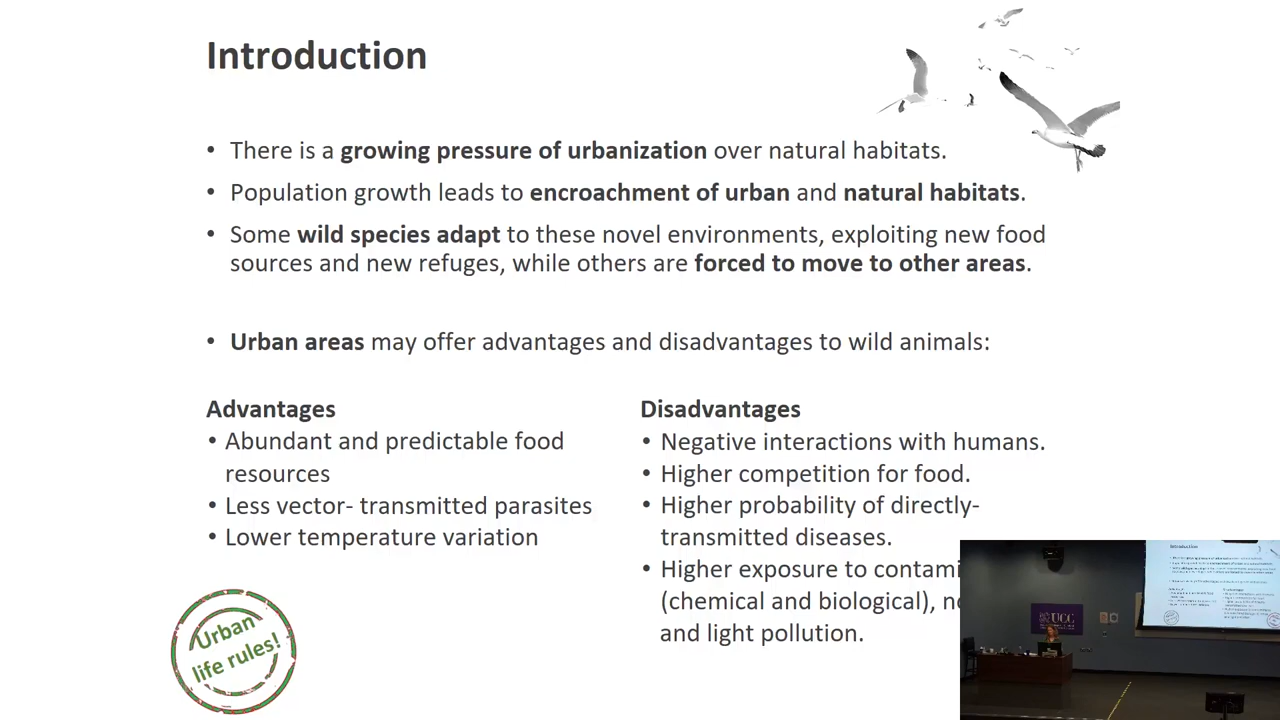 Introduction
• There is a growing pressure of urbanization over natural habitats.
• Population growth leads to encroachment of urban and natural habitats.
• Some wild species adapt to these novel environments, exploiting new food
sources and new refuges, while others are forced to move to other areas.
• Urban areas may offer advantages and disadvantages to wild animals:
Advantages
• Abundant and predictable food
resources
• Less vector- transmitted parasites
• Lower temperature variation
Disadvantages
• Negative interactions with humans.
• Higher competition for food.
• Higher probability of directly-
transmitted diseases.
• Higher exposure to contami
(chemical and biological), no
and light pollution.
Urban
life rules!
UCC
Introduction